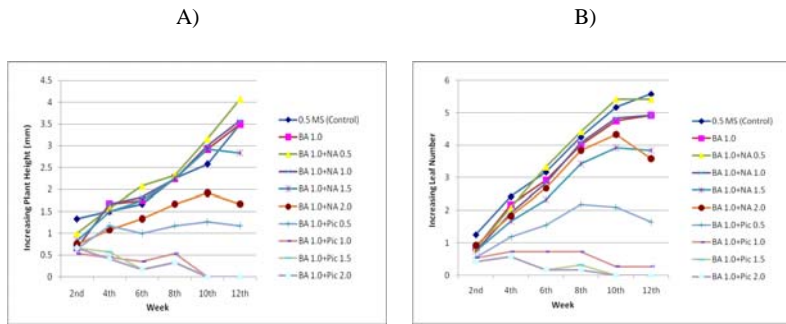 A)
B)
Increasing Plant Height (mm)
4.5
4
3.5
3
2.5
2
1.5
1
0.5
0
2nd 4th 6th 8th 10th 12th
Week
0.5 MS (Control)
BA 1.0
BA 1.0+NA 0.5
BA 1.0+NA 1.0
BA 1.0+NA 1.5
BA 1.0+NA 2.0
BA 1.0+Pic 0.5
BA 1.0+Pic 1.0
BA 1.0+Pic 1.5
BA 1.0+Pic 2.0
Increasing Leaf Number
6
5
4
3
2
1
0
2nd 4th 6th 8th 10th 12th
Week
0.5 MS (Control)
BA 1.0
BA 1.0+NA 0.5
BA 1.0+NA 1.0
BA 1.0+NA 1.5
BA 1.0+NA 2.0
BA 1.0+Pic 0.5
BA 1.0+Pic 1.0
BA 1.0+Pic 1.5
BA 1.0+Pic 2.0